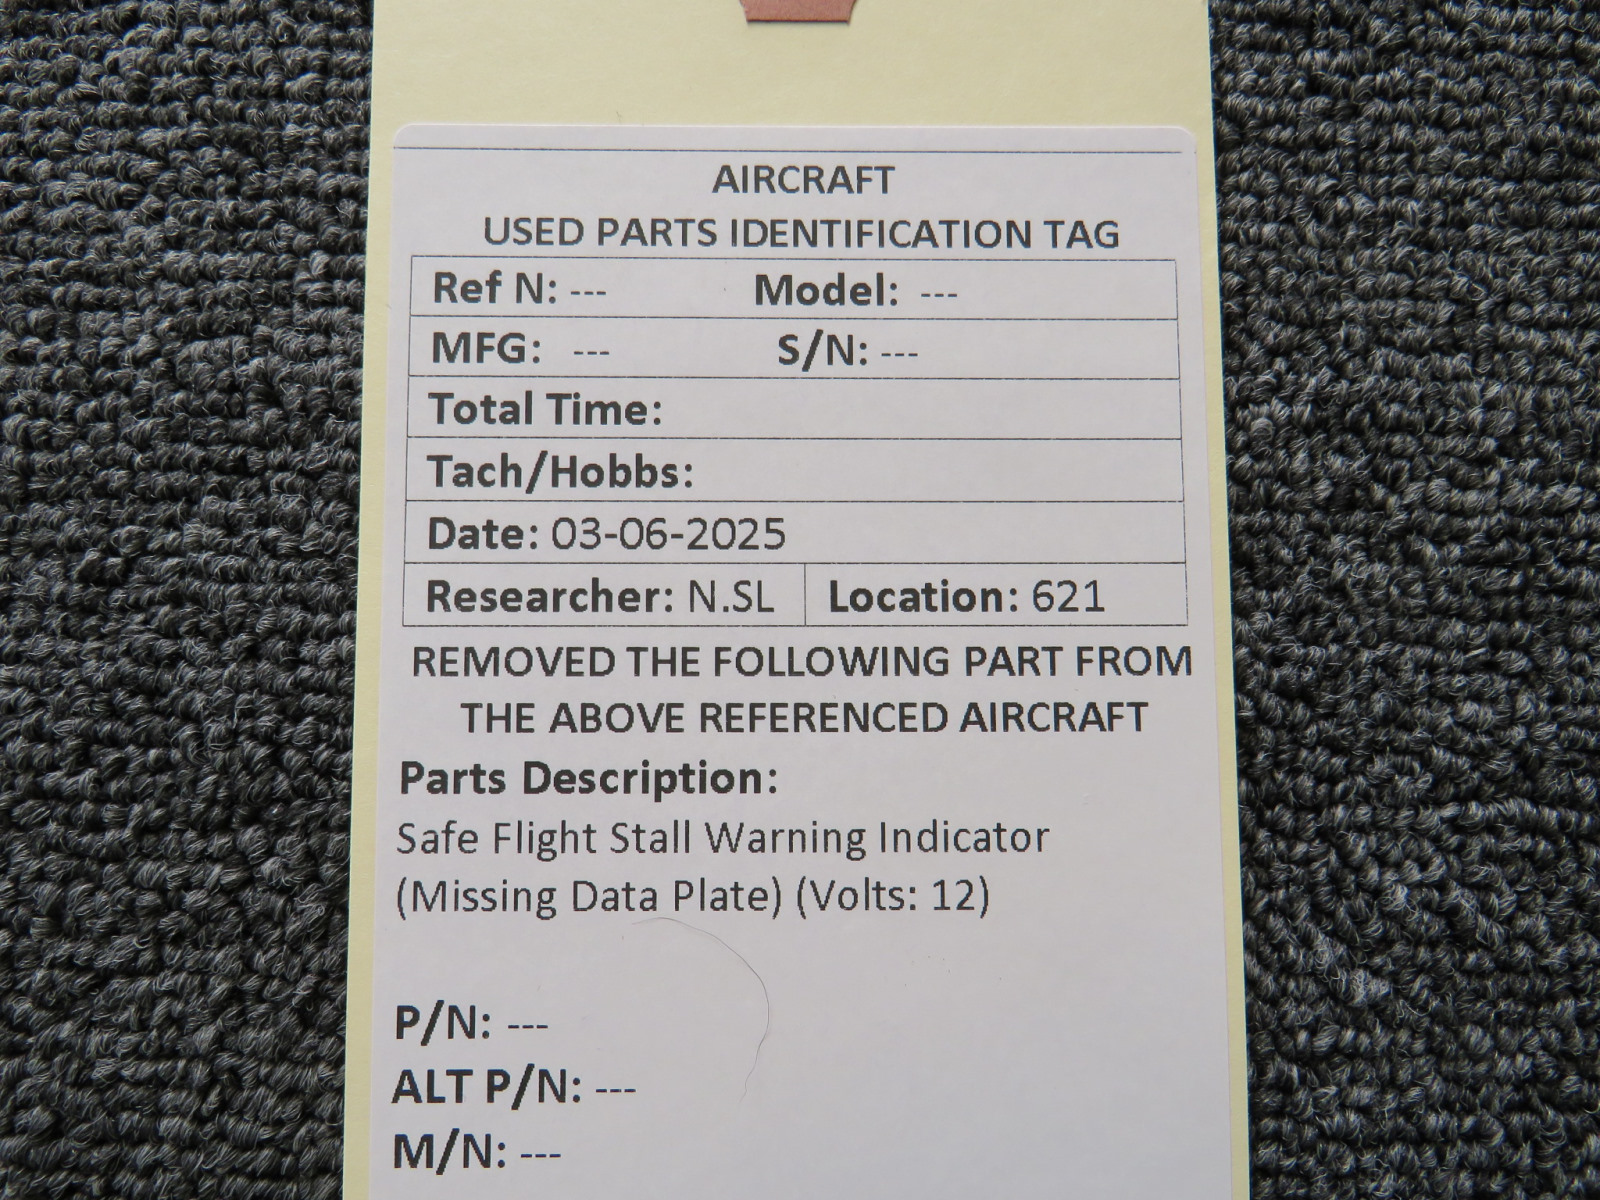 AIRCRAFT
USED PARTS IDENTIFICATION TAG
Ref N: --- Model: ---
MFG: --- S/N: ---
Total Time:
Tach/Hobbs:
Date: 03-06-2025
Researcher: N.SL Location: 621
REMOVED THE FOLLOWING PART FROM
THE ABOVE REFERENCED AIRCRAFT
Parts Description:
Safe Flight Stall Warning Indicator
(Missing Data Plate) (Volts: 12)
P/N: ---
ALT P/N: ---
M/N: ---